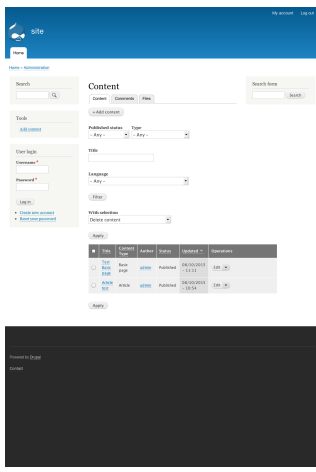 My account Log out
site
Home
Home » Administration
Search
Tools
Add content
User login
Username *
Password *
Log in
Create new account
Reset your password
Content
Content Comments Files
+ Add content
Published status Type
- Any - - Any -
Title
Language
- Any -
Filter
With selection
Delete content
Apply
Title Content Type Author Status Updated Operations
Test Basic page Basic page admin Published 08/10/2015 - 11:11 Edit
Article test Article admin Published 08/10/2015 - 10:54 Edit
Apply
Search form
Search
Powered by Drupal
Contact